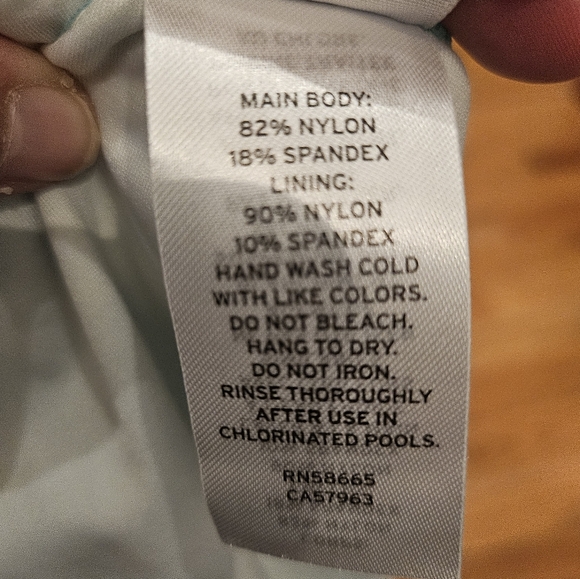 MAIN BODY:
82% NYLON
18% SPANDEX
LINING:
90% NYLON
10% SPANDEX
HAND WASH COLD
WITH LIKE COLORS.
DO NOT BLEACH.
HANG TO DRY.
DO NOT IRON.
RINSE THOROUGHLY
AFTER USE IN
CHLORINATED POOLS.
RN58665
CA57963